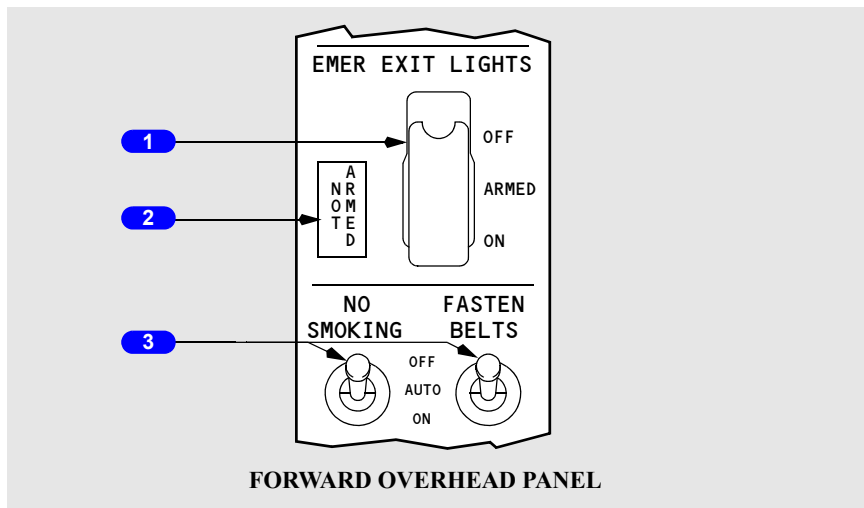 EMER EXIT LIGHTS
1
OFF
NOT ARMED
ARMED
2
ON
NO SMOKING
FASTEN BELTS
3
OFF
AUTO
ON
FORWARD OVERHEAD PANEL